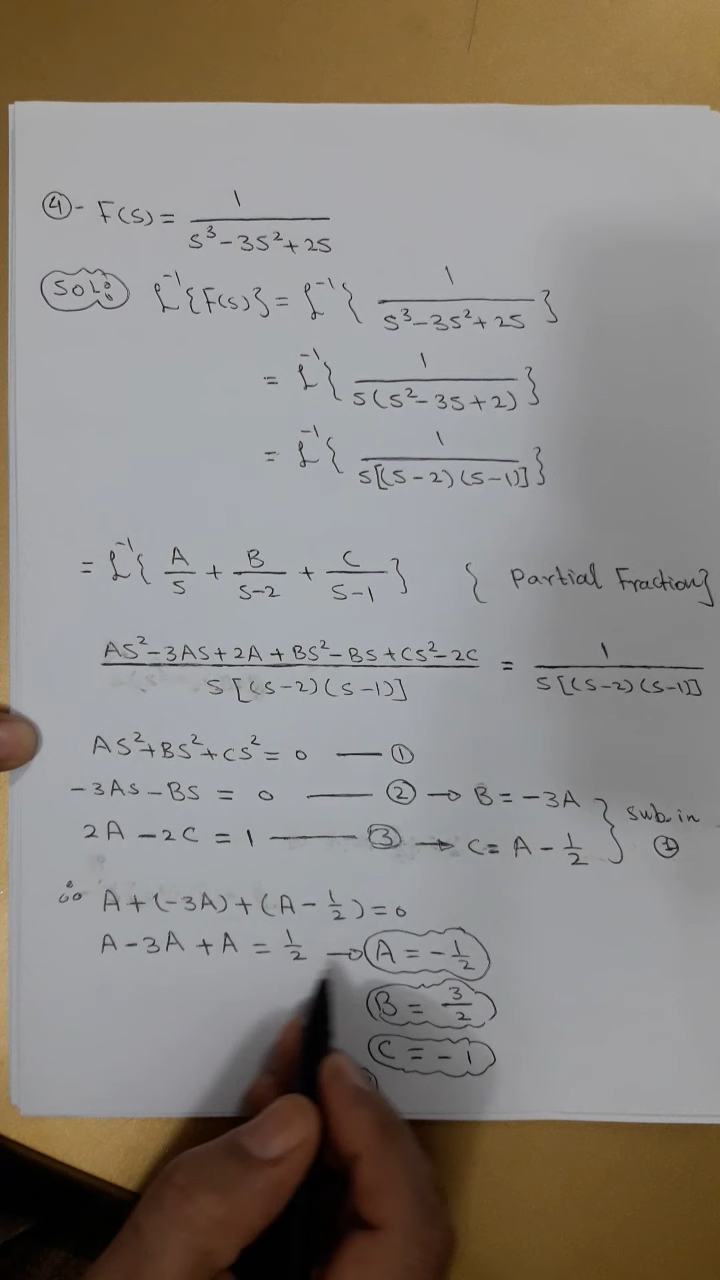 ④- F(S) = 1 / (S³-3S²+2S)
SOL: £⁻¹{F(S)} = £⁻¹{ 1 / (S³-3S²+2S) }
= £⁻¹{ 1 / (S(S²-3S+2)) }
= £⁻¹{ 1 / (S[(S-2)(S-1)]) }
= £⁻¹{ A/S + B/(S-2) + C/(S-1) } { Partial Fraction}
(AS²-3AS+2A+BS²-BS+CS²-2C) / (S[(S-2)(S-1)]) = 1 / (S[(S-2)(S-1)])
AS²+BS²+CS² = 0 — ①
-3AS-BS = 0 — ② → B = -3A
2A-2C = 1 — ③ → C = A - 1/2 } sub in ①
∴ A+(-3A)+(A-1/2)=0
A-3A+A = 1/2 → A = -1/2
B = 3/2
C = -1